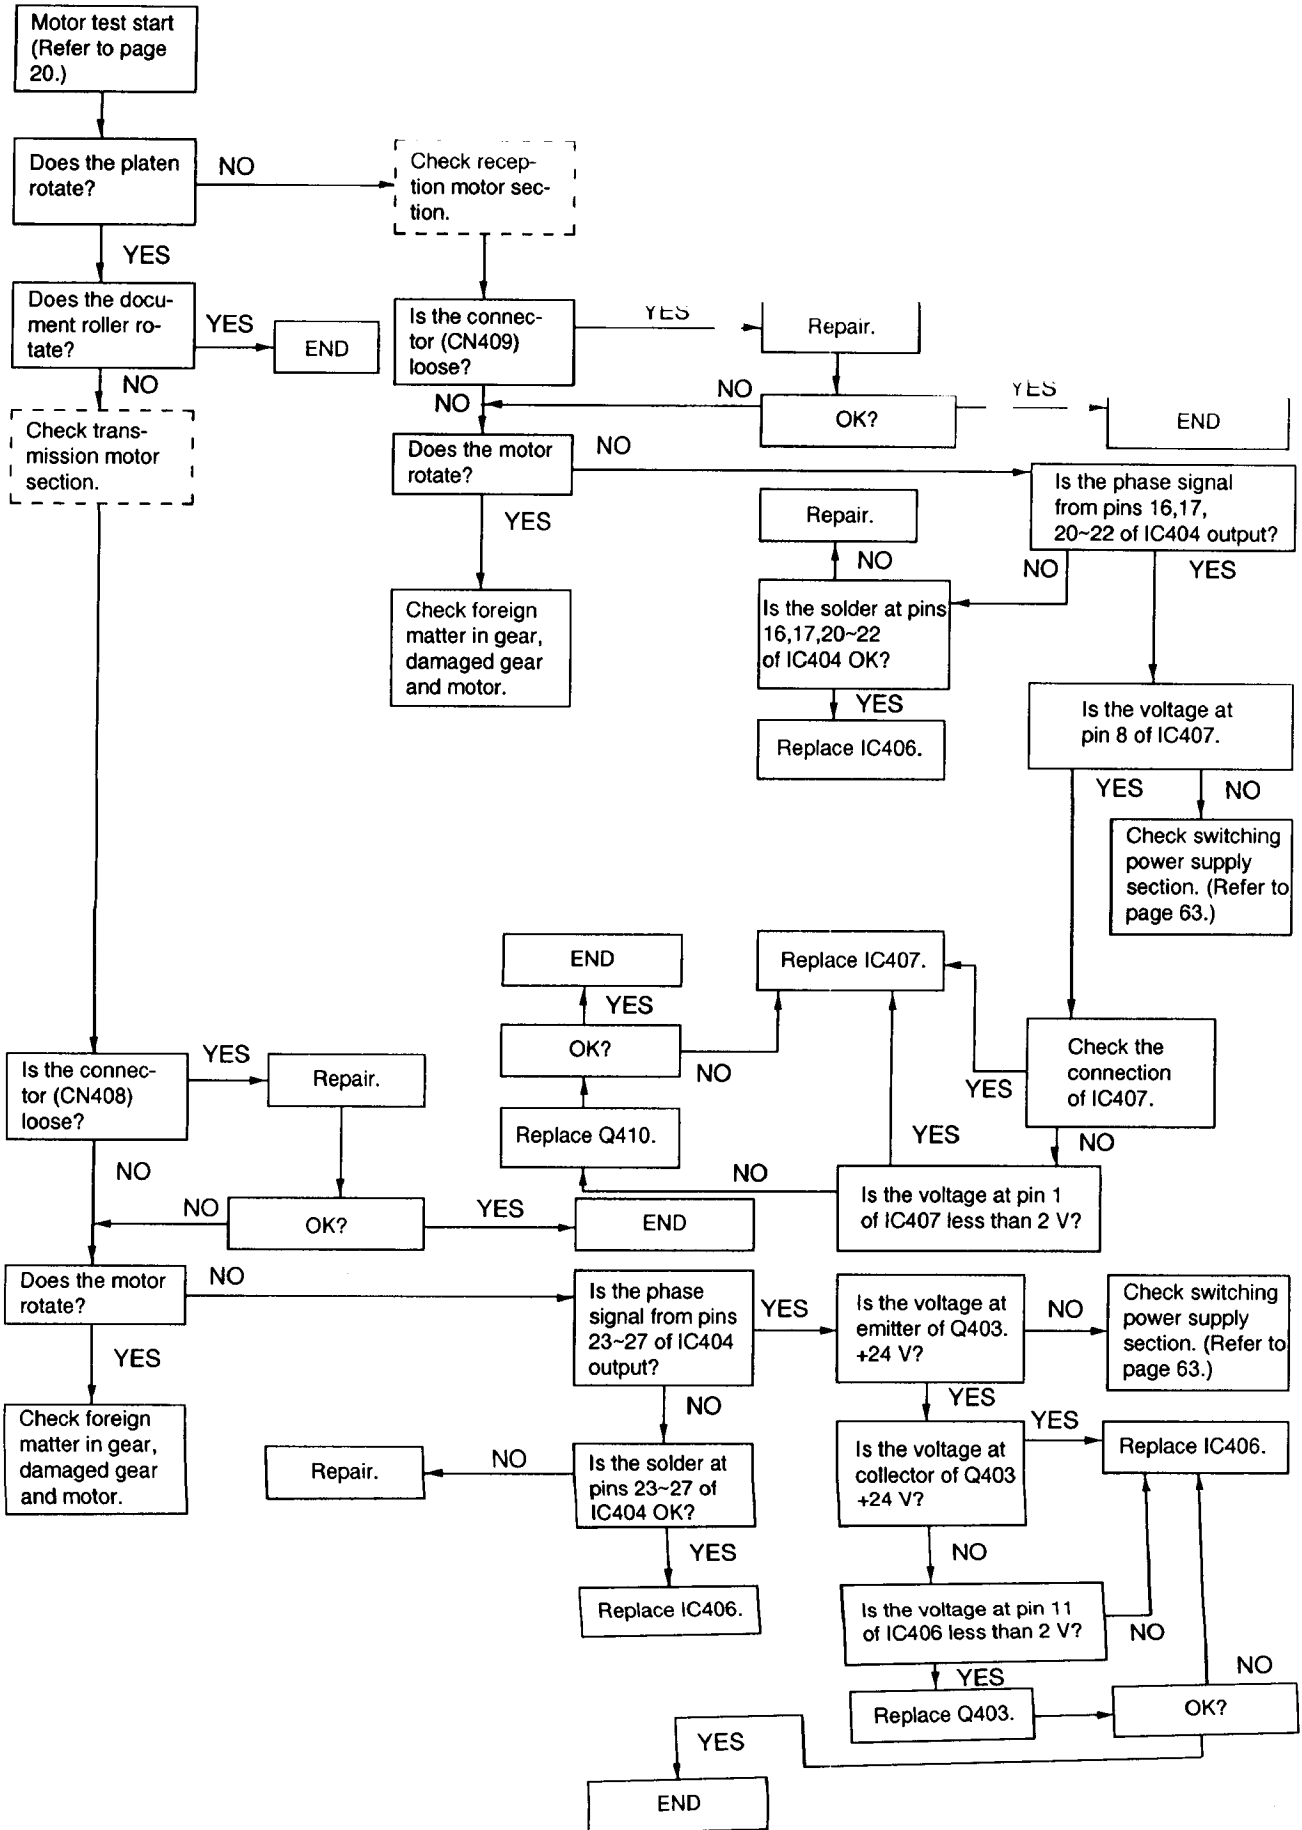 Motor test start
(Refer to page
20.)
Does the platen
rotate?
NO
Check recep-
tion motor sec-
tion.
YES
Does the docu-
ment roller ro-
tate?
YES
END
NO
Check trans-
mission motor
section.
Is the connec-
tor (CN409)
loose?
YES
Repair.
NO
NO
OK?
YES
END
Does the motor
rotate?
NO
YES
Check foreign
matter in gear,
damaged gear
and motor.
Is the phase signal
from pins 16,17,
20~22 of IC404 output?
NO
YES
Repair.
NO
Is the solder at pins
16,17,20~22
of IC404 OK?
YES
Replace IC406.
Is the voltage at
pin 8 of IC407.
YES
NO
Check switching
power supply
section. (Refer to
page 63.)
END
YES
OK?
NO
Replace Q410.
Replace IC407.
Check the
connection
of IC407.
YES
NO
YES
NO
Is the voltage at pin 1
of IC407 less than 2 V?
Is the connec-
tor (CN408)
loose?
YES
Repair.
NO
NO
OK?
YES
END
Does the motor
rotate?
NO
YES
Check foreign
matter in gear,
damaged gear
and motor.
Is the phase
signal from pins
23~27 of IC404
output?
YES
NO
Is the solder at
pins 23~27 of
IC404 OK?
NO
Repair.
YES
Replace IC406.
Is the voltage at
emitter of Q403.
+24 V?
NO
Check switching
power supply
section. (Refer to
page 63.)
YES
Is the voltage at
collector of Q403
+24 V?
YES
Replace IC406.
NO
Is the voltage at pin 11
of IC406 less than 2 V?
NO
YES
Replace Q403.
OK?
NO
YES
END